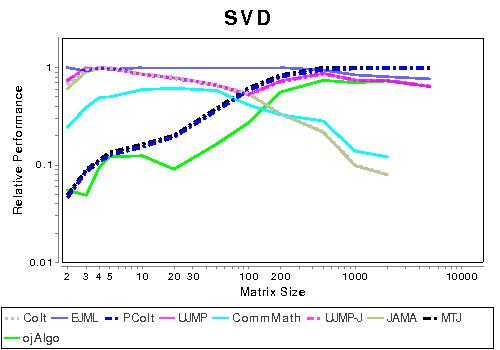 SVD
Relative Performance
1
0.1
0.01
2 3 4 5 10 20 30 100 200 1000 10000
Matrix Size
Colt EJML PColt UJMP CommMath UJMP-J JAMA MTJ
ojAlgo